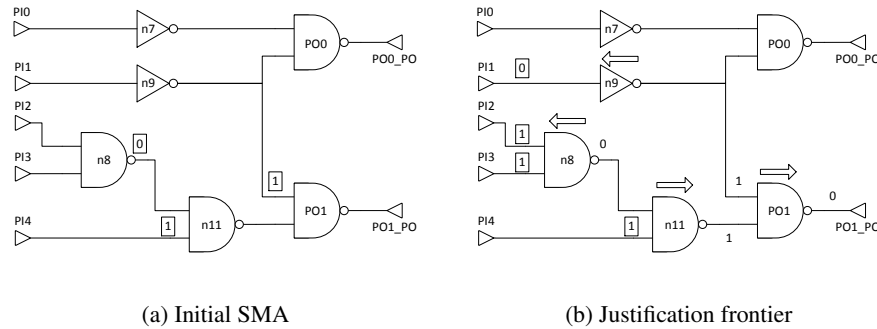 PI0
n7
PO0
PO0_PO
PI1
n9
PI2
0
PI3
n8
1
PI4
1
n11
PO1
PO1_PO
(a) Initial SMA
PI0
n7
PO0
PO0_PO
PI1
0
n9
PI2
1
0
PI3
1
n8
1
0
PI4
1
n11
1
PO1
PO1_PO
(b) Justification frontier